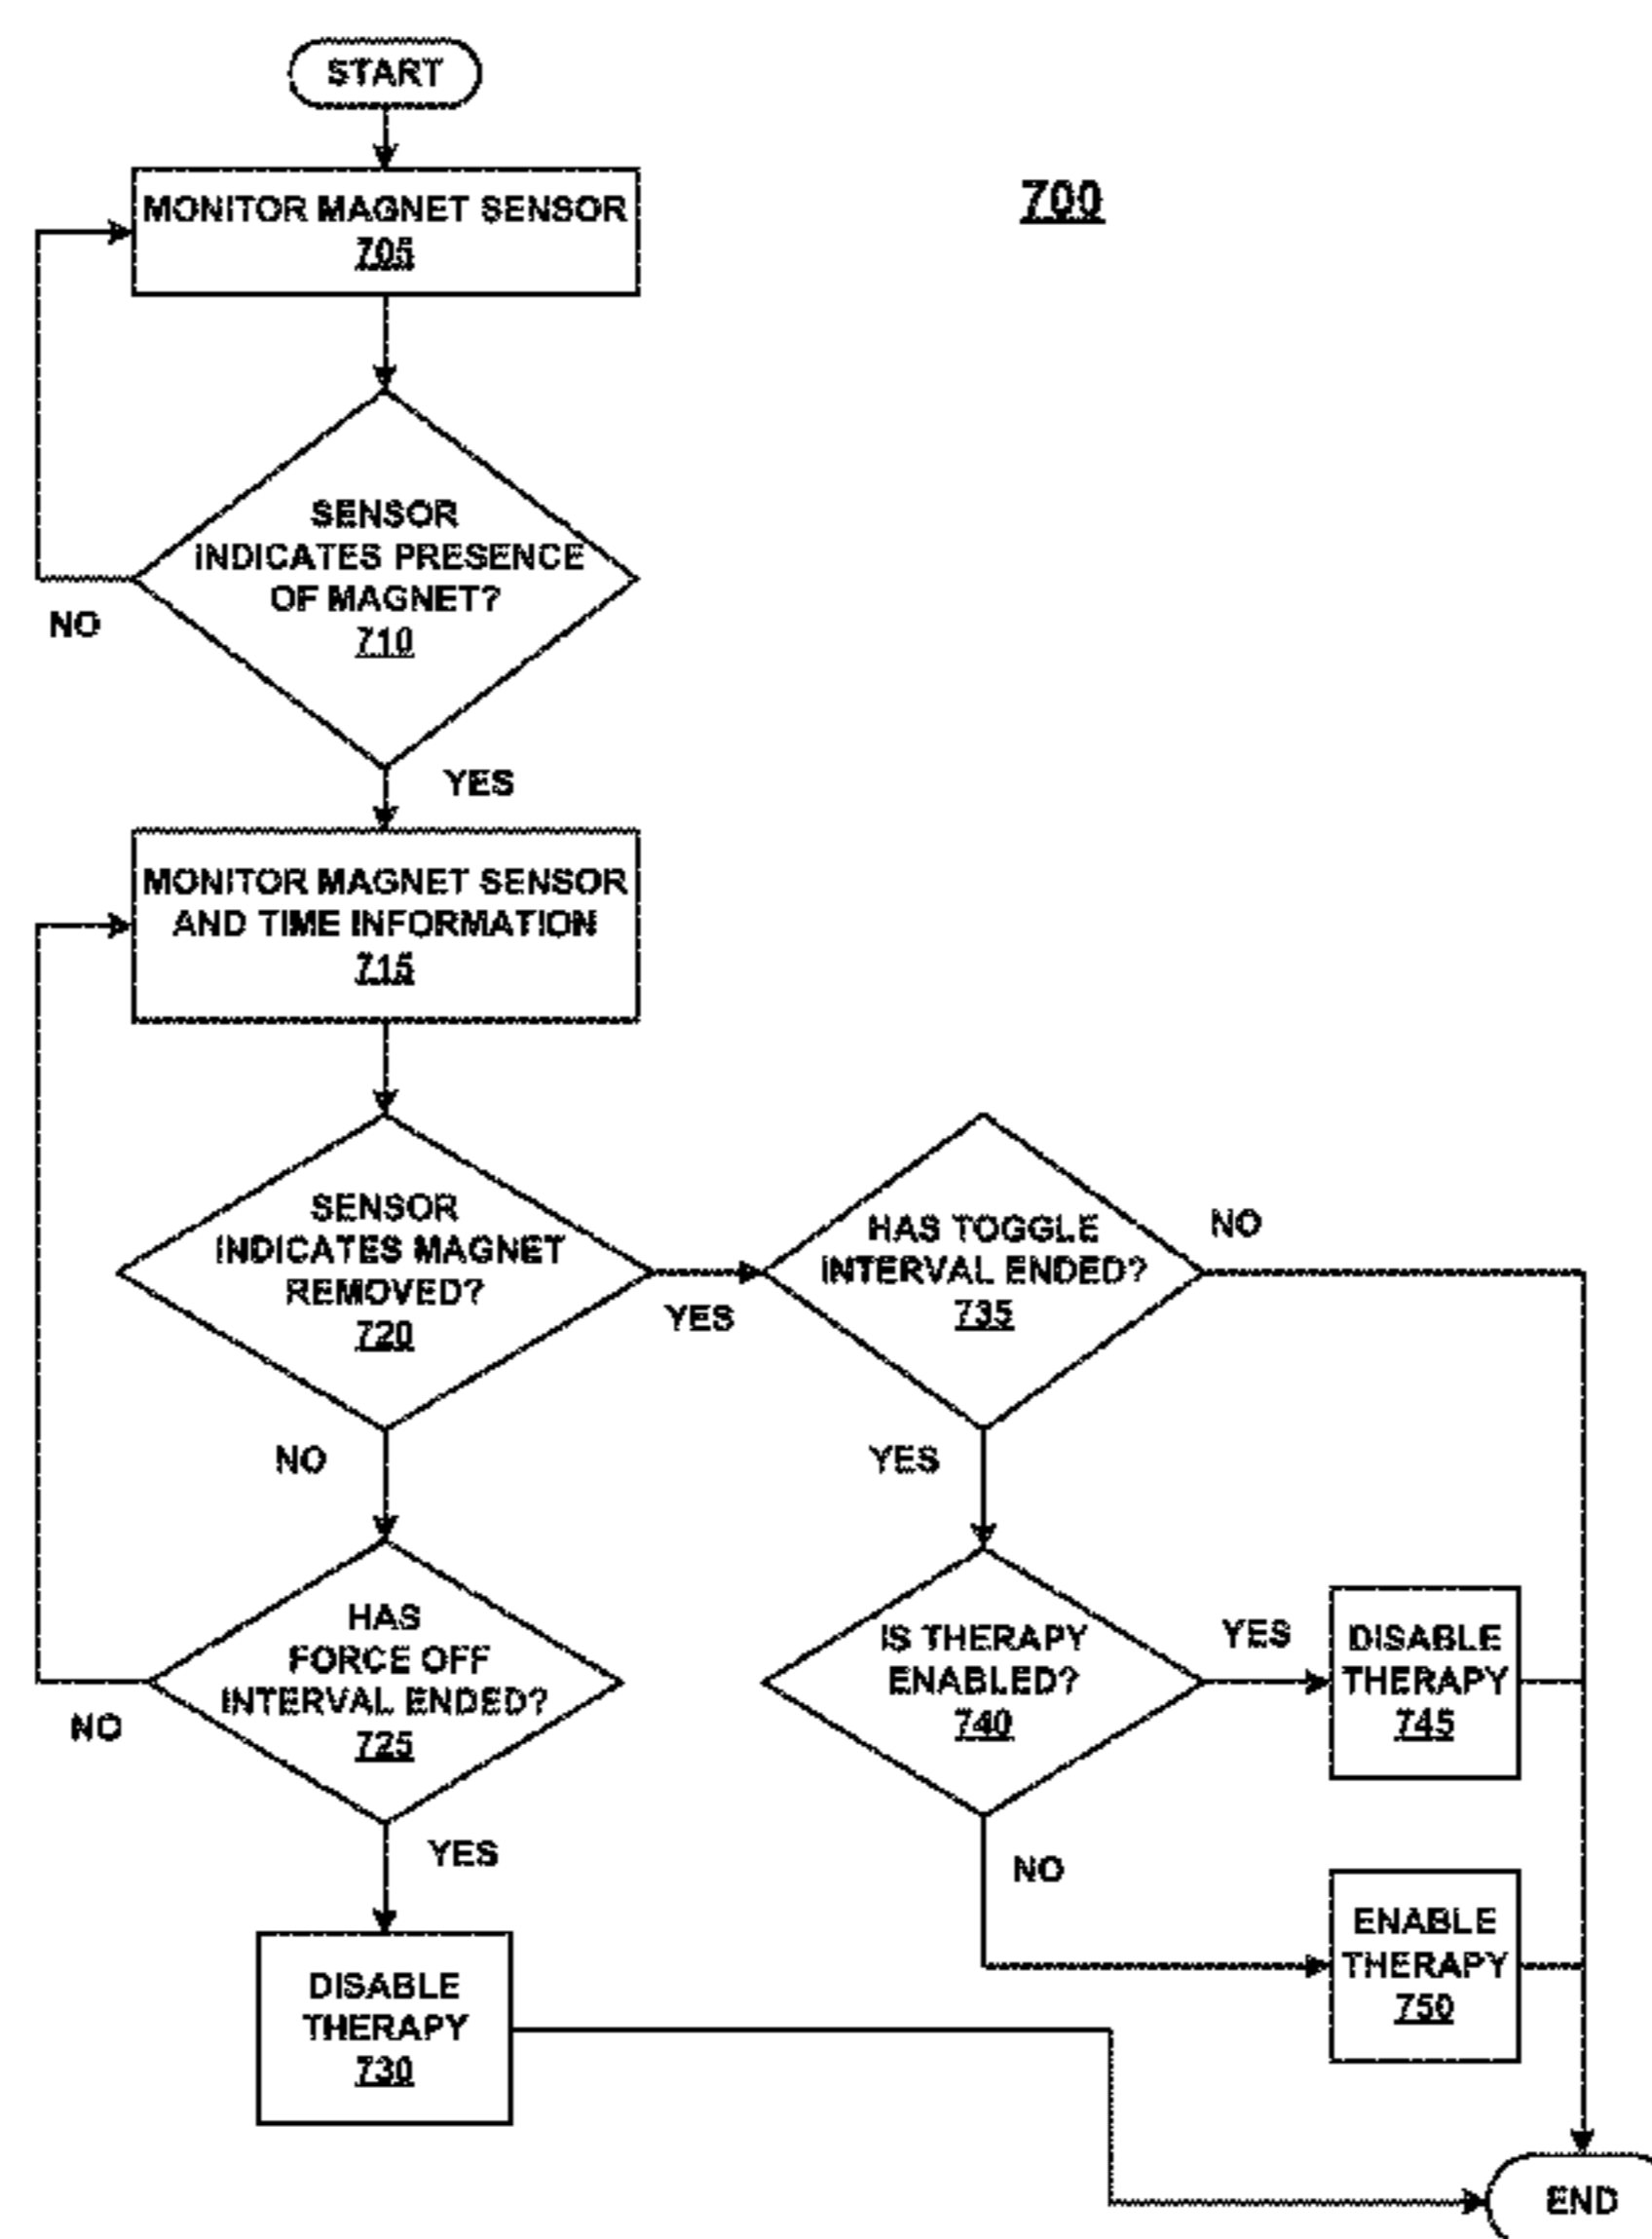 START
700
MONITOR MAGNET SENSOR
705
SENSOR
INDICATES PRESENCE
OF MAGNET?
710
NO
YES
MONITOR MAGNET SENSOR
AND TIME INFORMATION
715
SENSOR
INDICATES MAGNET
REMOVED?
720
YES
NO
HAS TOGGLE
INTERVAL ENDED?
735
NO
YES
HAS
FORCE OFF
INTERVAL ENDED?
725
NO
YES
IS THERAPY
ENABLED?
740
YES
NO
DISABLE
THERAPY
745
ENABLE
THERAPY
750
DISABLE
THERAPY
730
END